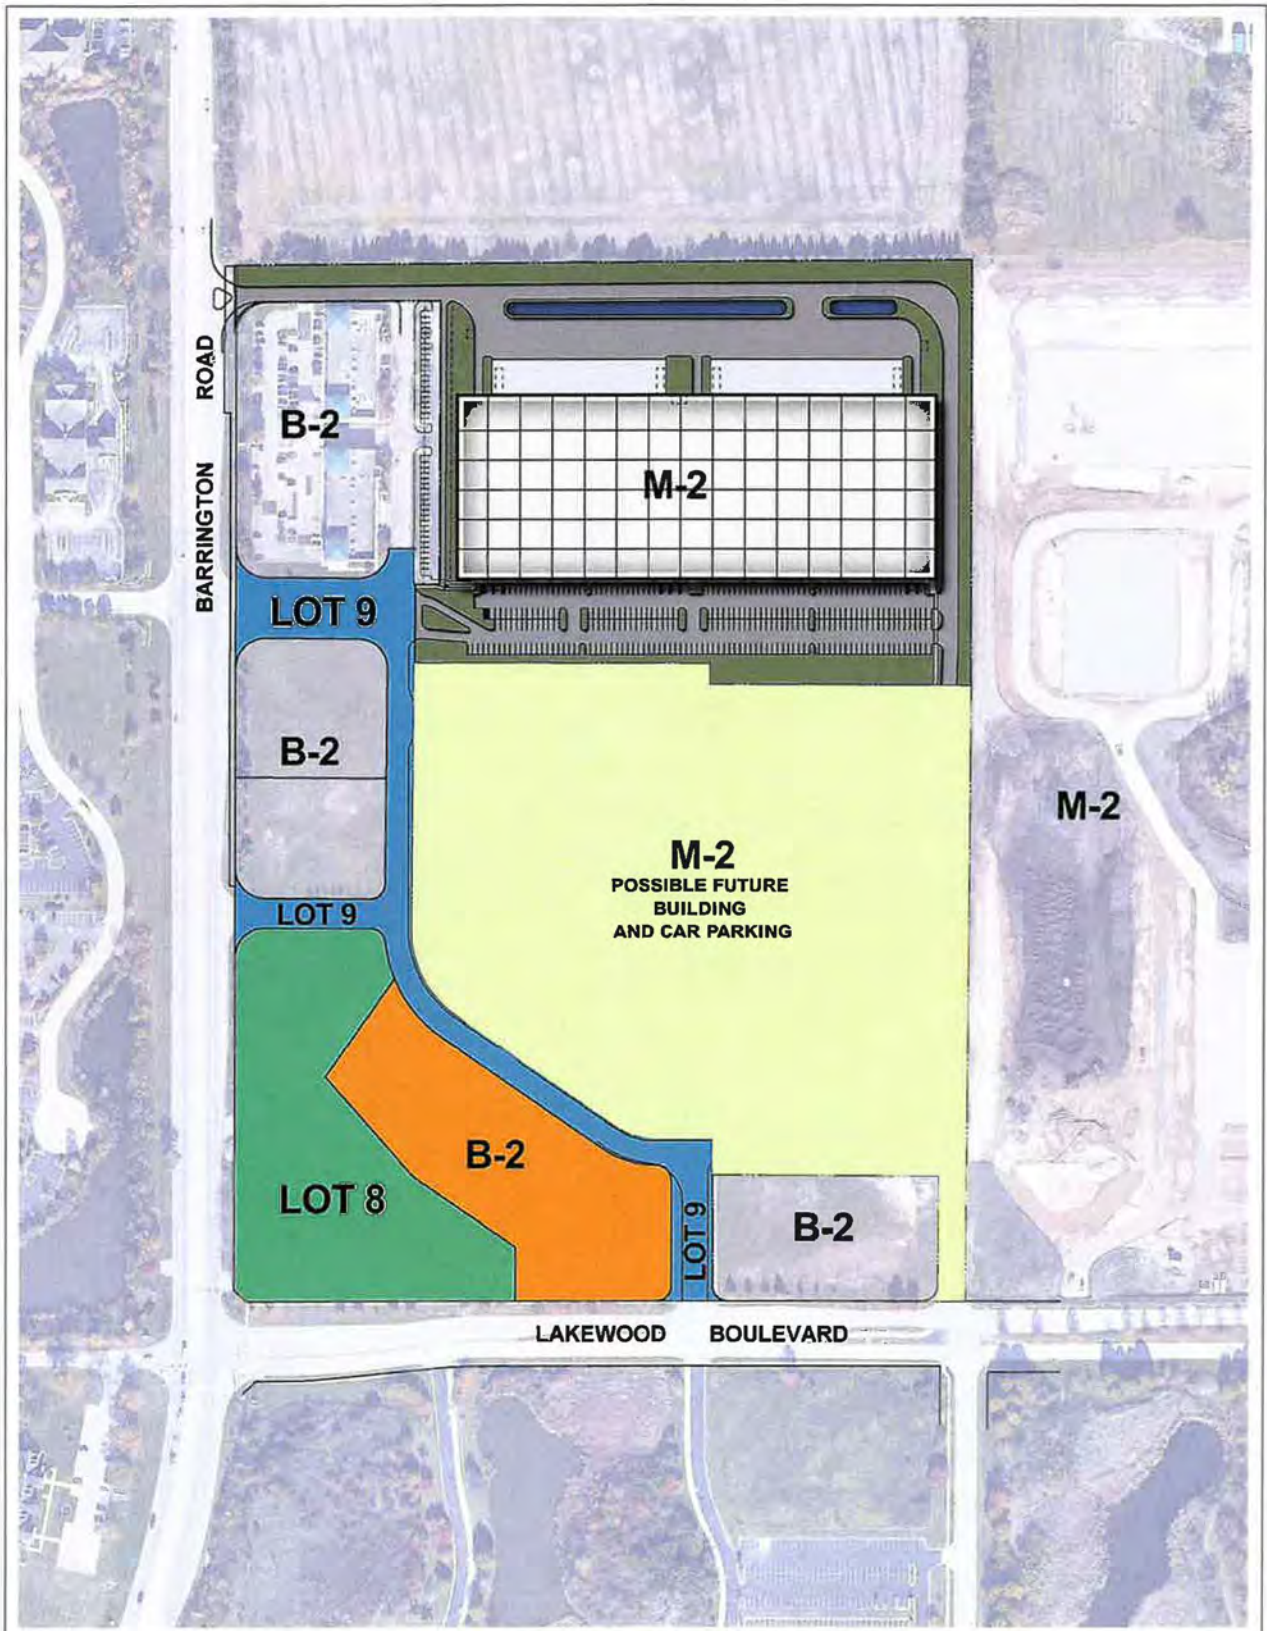 BARRINGTON ROAD
B-2
M-2
LOT 9
B-2
M-2
M-2
POSSIBLE FUTURE
BUILDING
AND CAR PARKING
LOT 9
B-2
LOT 8
LOT 9
B-2
LAKEWOOD BOULEVARD